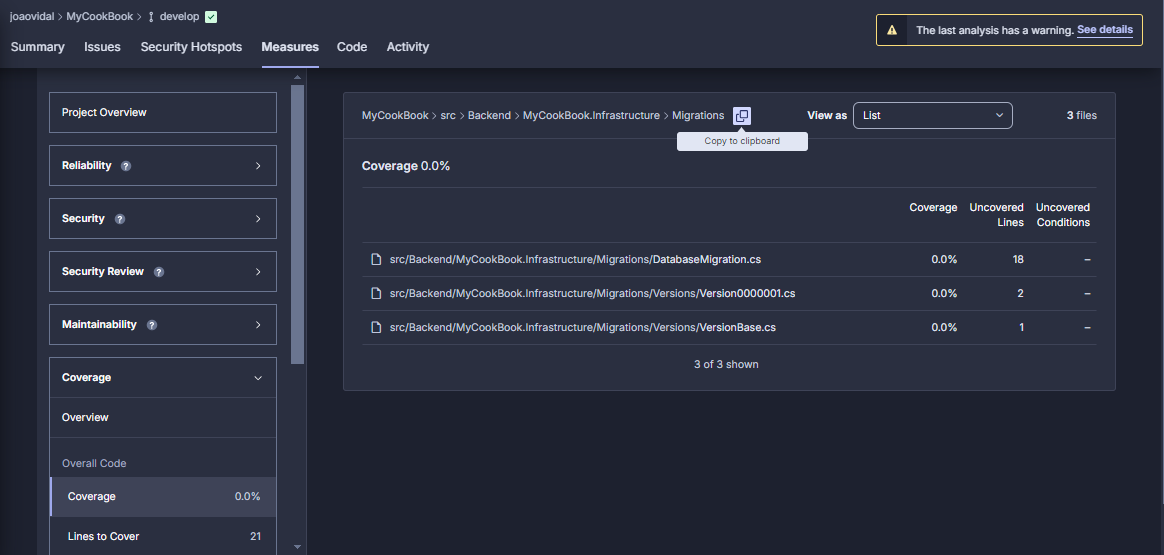 joaovidal > MyCookBook > develop
The last analysis has a warning. See details
Summary Issues Security Hotspots Measures Code Activity
Project Overview
Reliability ?
Security ?
Security Review ?
Maintainability ?
Coverage
Overview
Overall Code
Coverage 0.0%
Lines to Cover 21
MyCookBook > src > Backend > MyCookBook.Infrastructure > Migrations
View as List 3 files
Copy to clipboard
Coverage 0.0%
Coverage Uncovered Lines Uncovered Conditions
src/Backend/MyCookBook.Infrastructure/Migrations/DatabaseMigration.cs 0.0% 18 –
src/Backend/MyCookBook.Infrastructure/Migrations/Versions/Version0000001.cs 0.0% 2 –
src/Backend/MyCookBook.Infrastructure/Migrations/Versions/VersionBase.cs 0.0% 1 –
3 of 3 shown